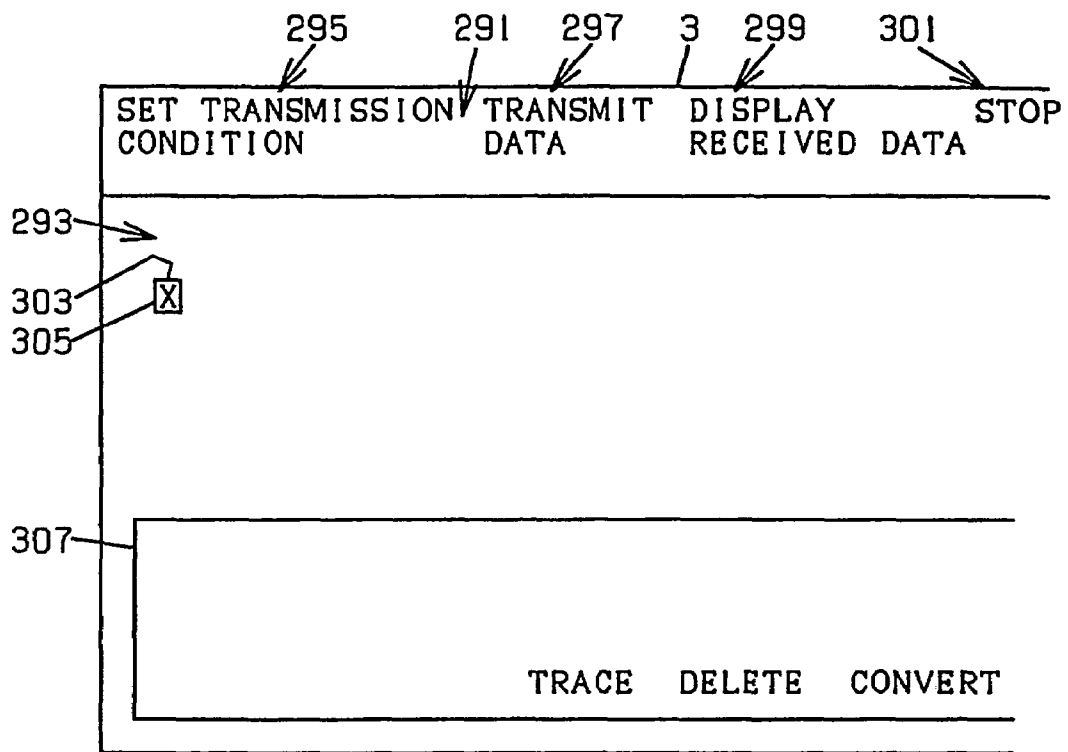 295 291 297 3 299 301
SET TRANSMISSION TRANSMIT DISPLAY STOP
CONDITION DATA RECEIVED DATA
293
303
X
305
307
TRACE DELETE CONVERT